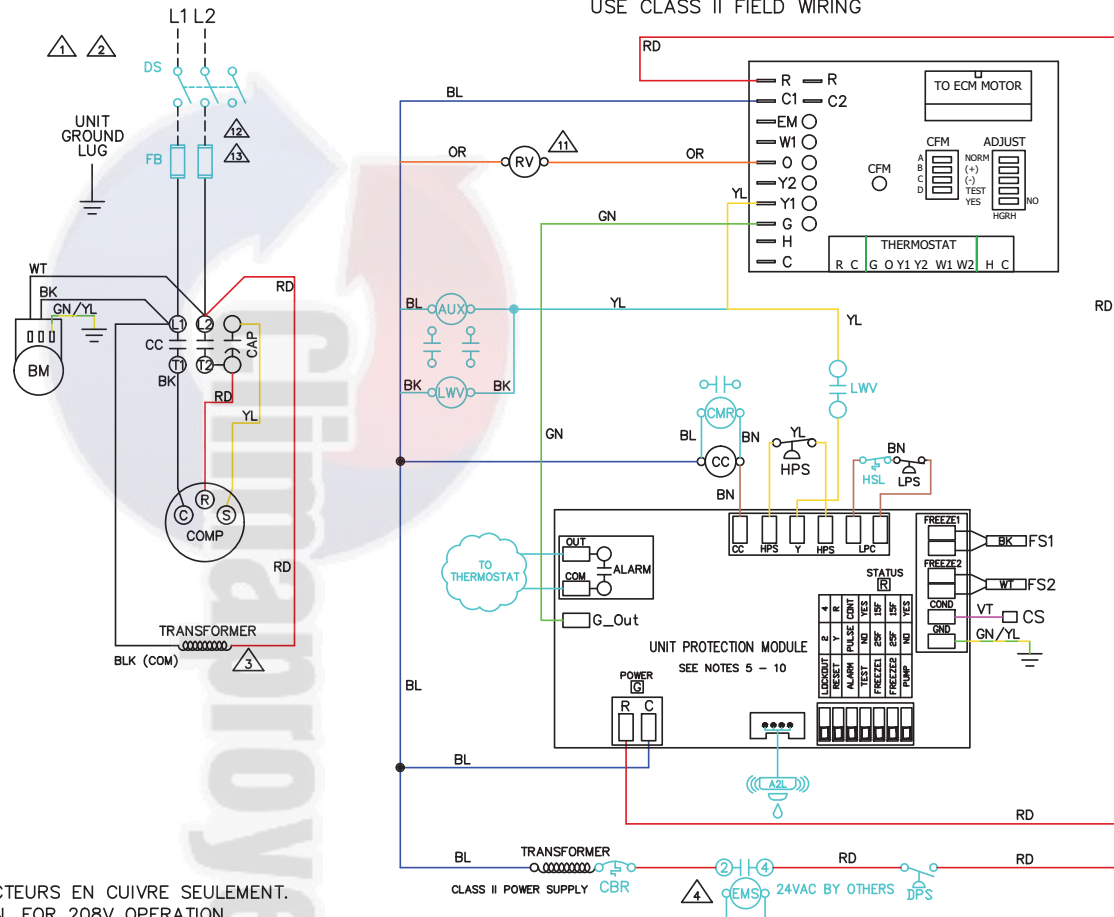 USE CLASS II FIELD WIRING
L1 L2
1 2
DS
UNIT
GROUND
LUG
12
FB
13
WT
BK
GN/YL
RD
L1 L2
CC
CAP
T1 T2
BK
BM
RD
YL
R
C S
COMP
RD
TRANSFORMER
BLK (COM)
3
RD
BL
OR
RV
11
OR
YL
GN
R R
C1 C2
EM
W1
O
Y2
Y1
G
H
C
TO ECM MOTOR
CFM
CFM
A
B
C
D
ADJUST
NORM
(+)
(-)
TEST
YES
NO
HGRH
THERMOSTAT
R C G O Y1 Y2 W1 W2 H C
RD
BL AUX
YL
YL
BK LWV BK
LWV
GN
CMR
BL BN
CC
BN
YL
HPS
BN
HSL
LPS
CC HPS Y HPS LPC
FREEZE1
BK FS1
FREEZE2
WT FS2
COND
VT CS
GND
GN/YL
TO
THERMOSTAT
OUT
COM
ALARM
G_Out
STATUS
R
UNIT PROTECTION MODULE
SEE NOTES 5 - 10
LOCKOUT 2 4
RESET Y R
ALARM PULSE CONT
TEST NO YES
FREEZE1 25F 15F
FREEZE2 25F 15F
PUMP NO YES
POWER
G
R C
BL
BL
A2L
RD
BL
TRANSFORMER
CLASS II POWER SUPPLY
CBR
RD
2 4
4
EMS
24VAC BY OTHERS
RD
DPS
RD
CTEURS EN CUIVRE SEULEMENT.
FOR 208V OPERATION
Climaprove